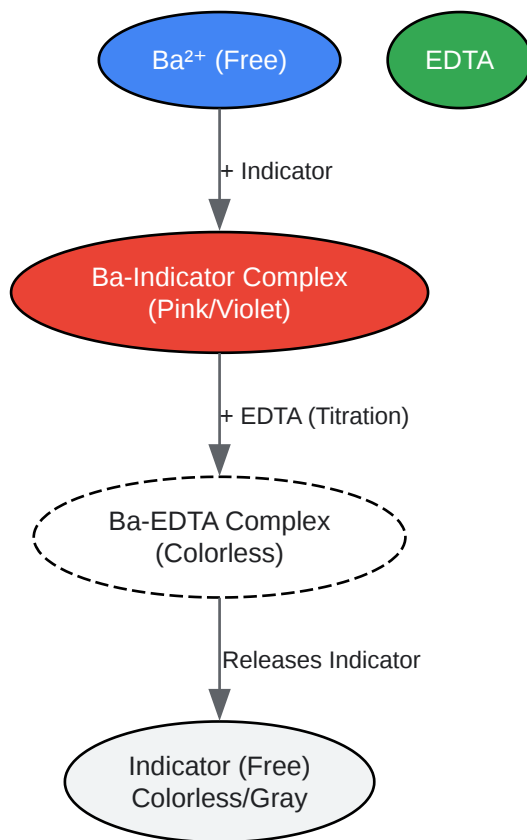 Ba²⁺ (Free)
EDTA
+ Indicator
Ba-Indicator Complex
(Pink/Violet)
+ EDTA (Titration)
Ba-EDTA Complex
(Colorless)
Releases Indicator
Indicator (Free)
Colorless/Gray